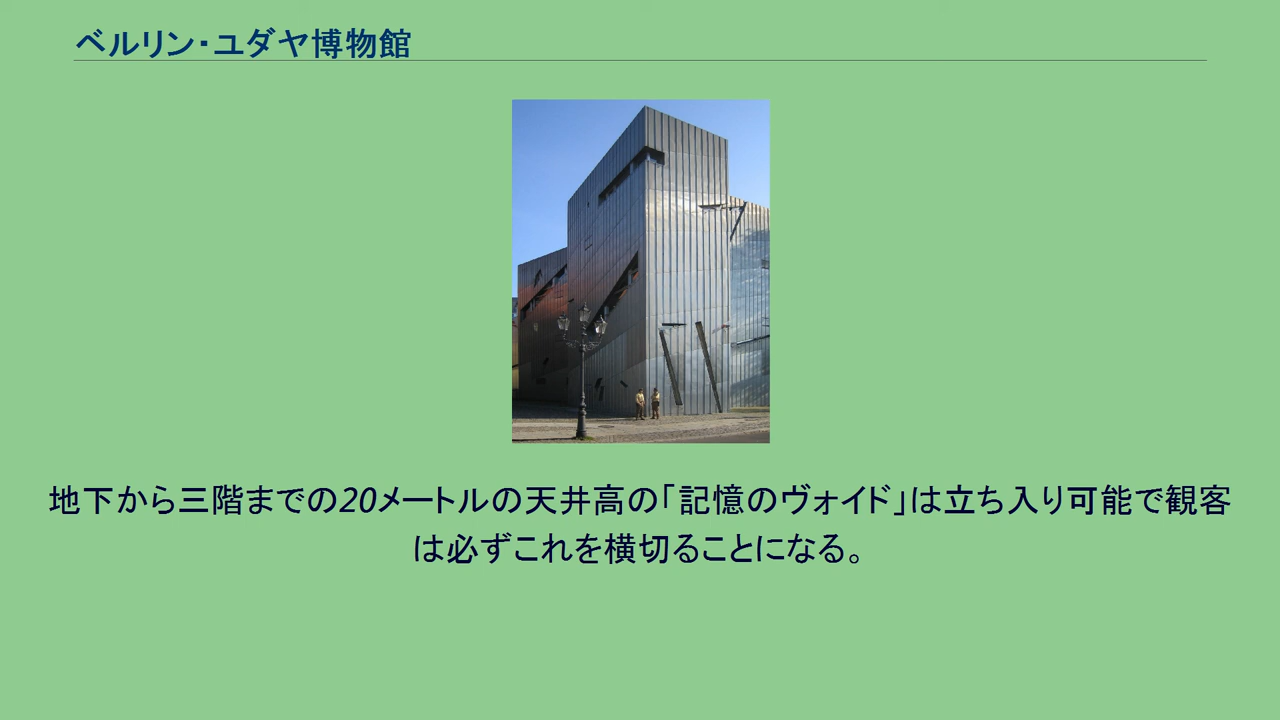 ベルリン・ユダヤ博物館
地下から三階までの20メートルの天井高の「記憶のヴォイド」は立ち入り可能で観客
は必ずこれを横切ることになる。